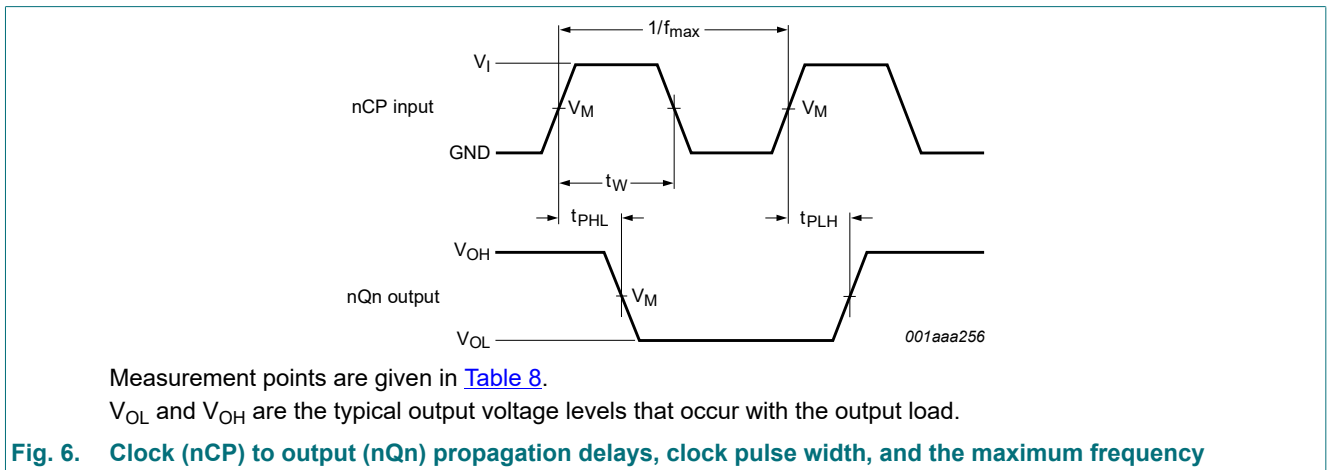 1/fmax
VI
nCP input
VM
VM
GND
tW
tPHL
tPLH
VOH
nQn output
VM
VOL
001aaa256
Measurement points are given in Table 8.
VOL and VOH are the typical output voltage levels that occur with the output load.
Fig. 6. Clock (nCP) to output (nQn) propagation delays, clock pulse width, and the maximum frequency